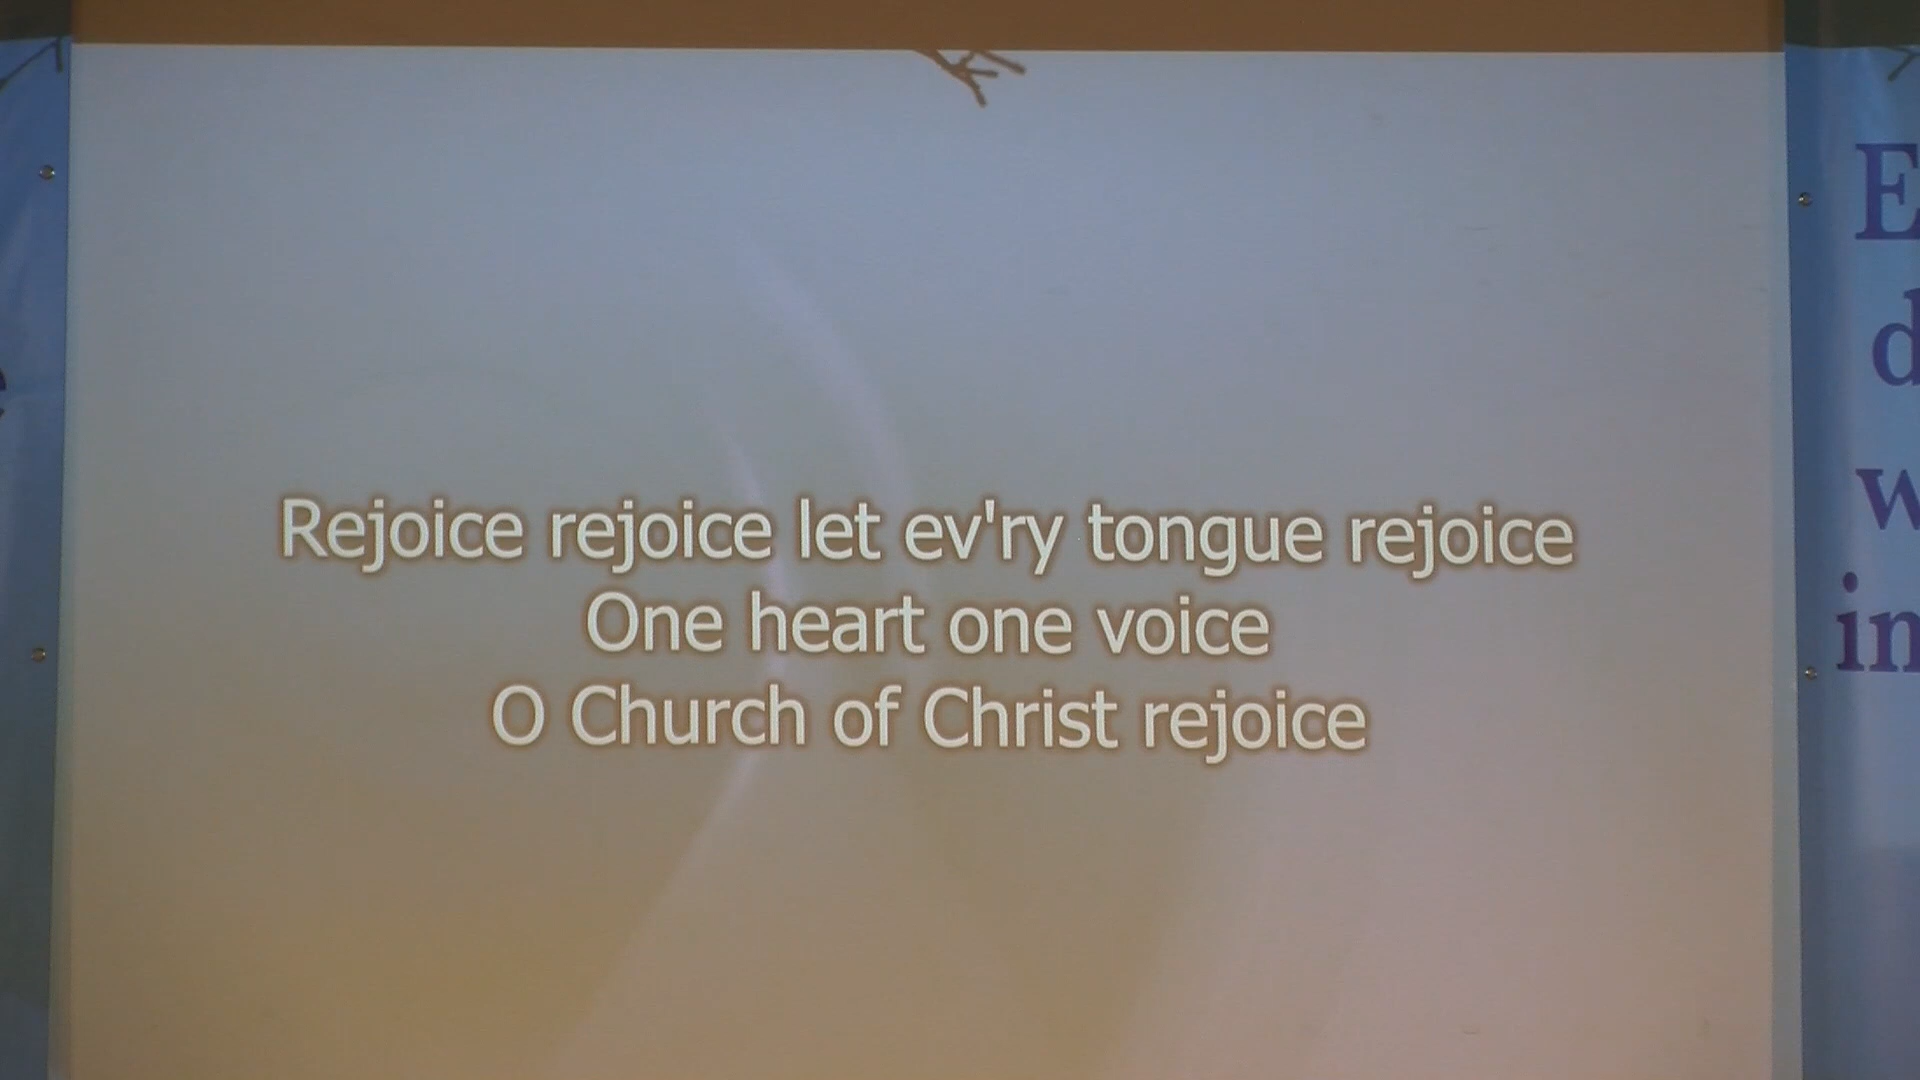 Rejoice rejoice let ev'ry tongue rejoice
One heart one voice
O Church of Christ rejoice